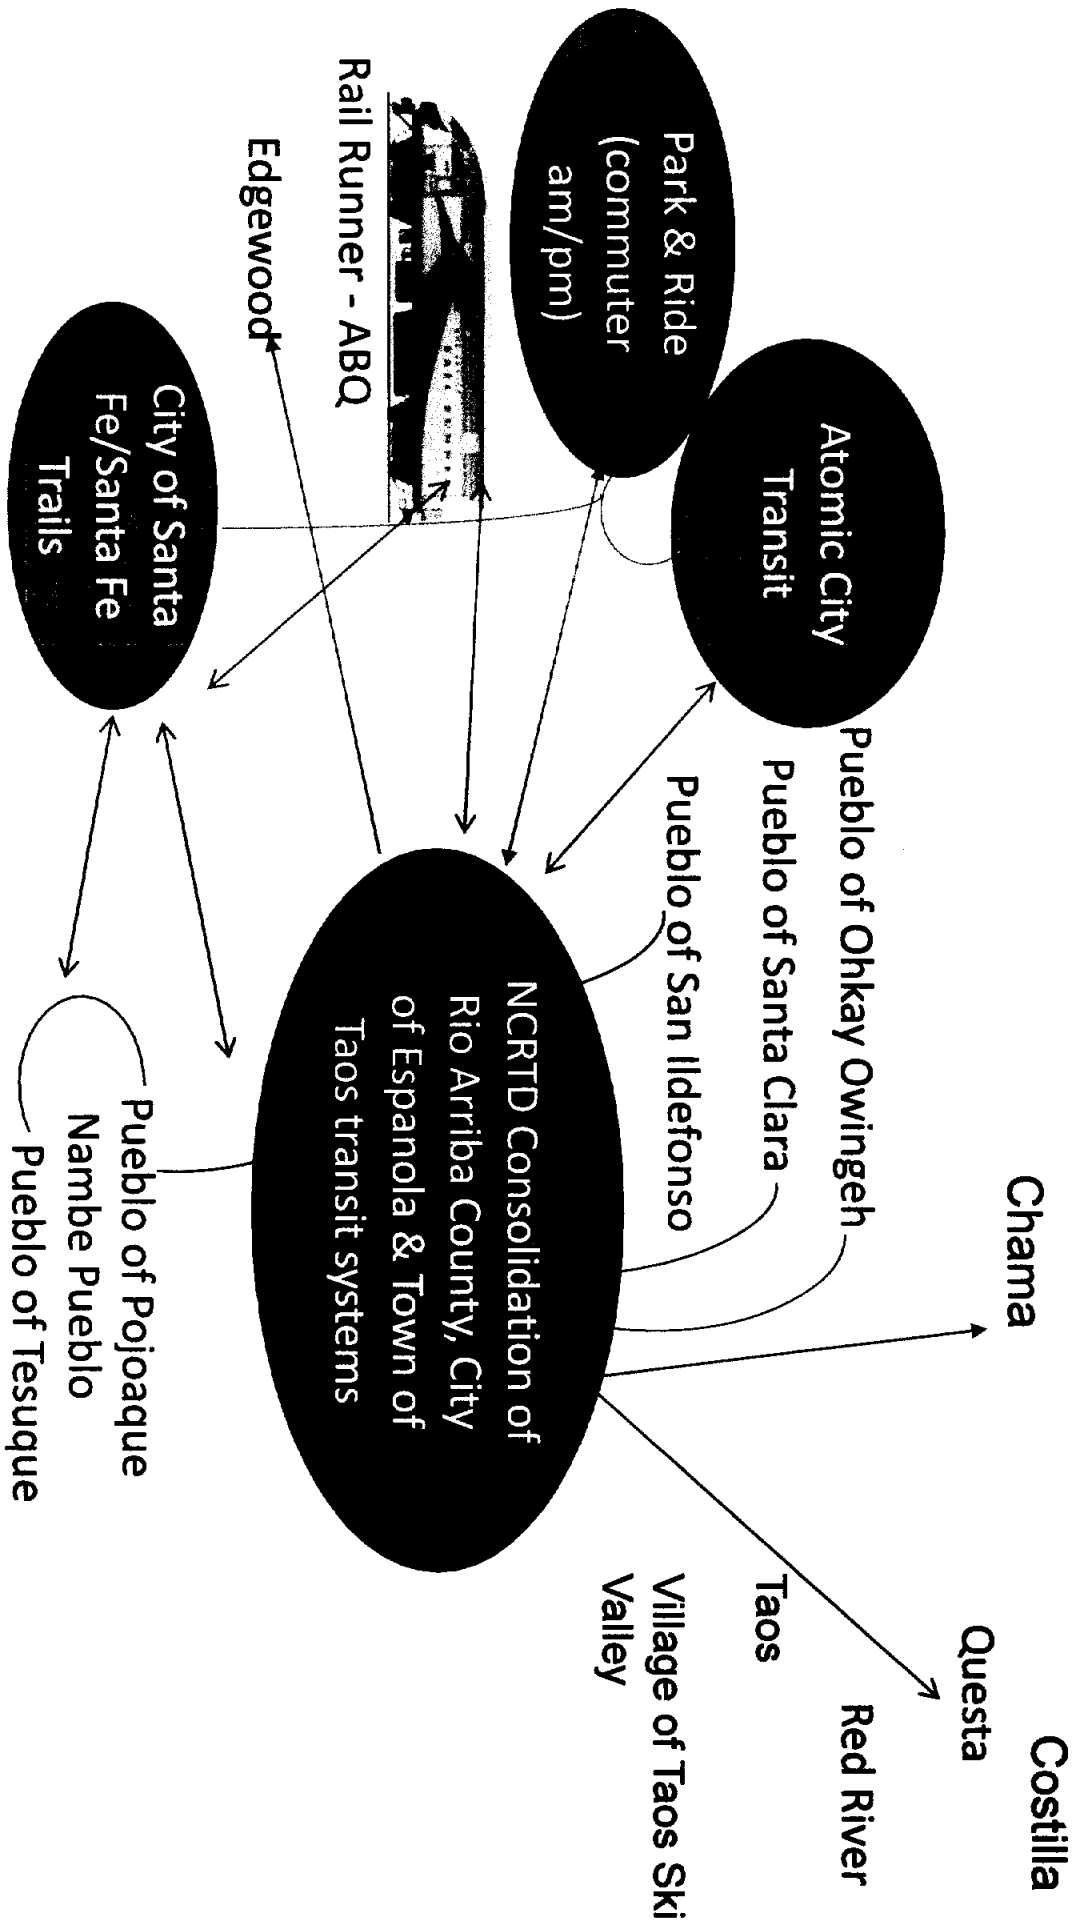 Costilla
Chama
Questa
Red River
Pueblo of Ohkay Owingeh
Atomic City
Transit
Pueblo of Santa Clara
Taos
Pueblo of San Ildefonso
Park & Ride
(commuter
am/pm)
Village of Taos Ski
Valley
NCRTD Consolidation of
Rio Arriba County, City
of Espanola & Town of
Taos transit systems
Rail Runner - ABQ
Edgewood
City of Santa
Fe/Santa Fe
Trails
Pueblo of Pojoaque
Nambe Pueblo
Pueblo of Tesuque